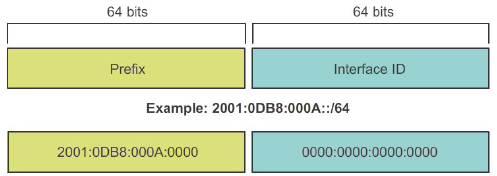 64 bits 64 bits
Prefix Interface ID
Example: 2001:0DB8:000A::/64
2001:0DB8:000A:0000 0000:0000:0000:0000